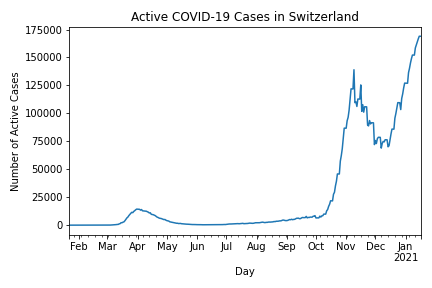 Active COVID-19 Cases in Switzerland
175000
150000
125000
100000
75000
50000
25000
0
Number of Active Cases
Feb Mar Apr May Jun Jul Aug Sep Oct Nov Dec Jan
2021
Day